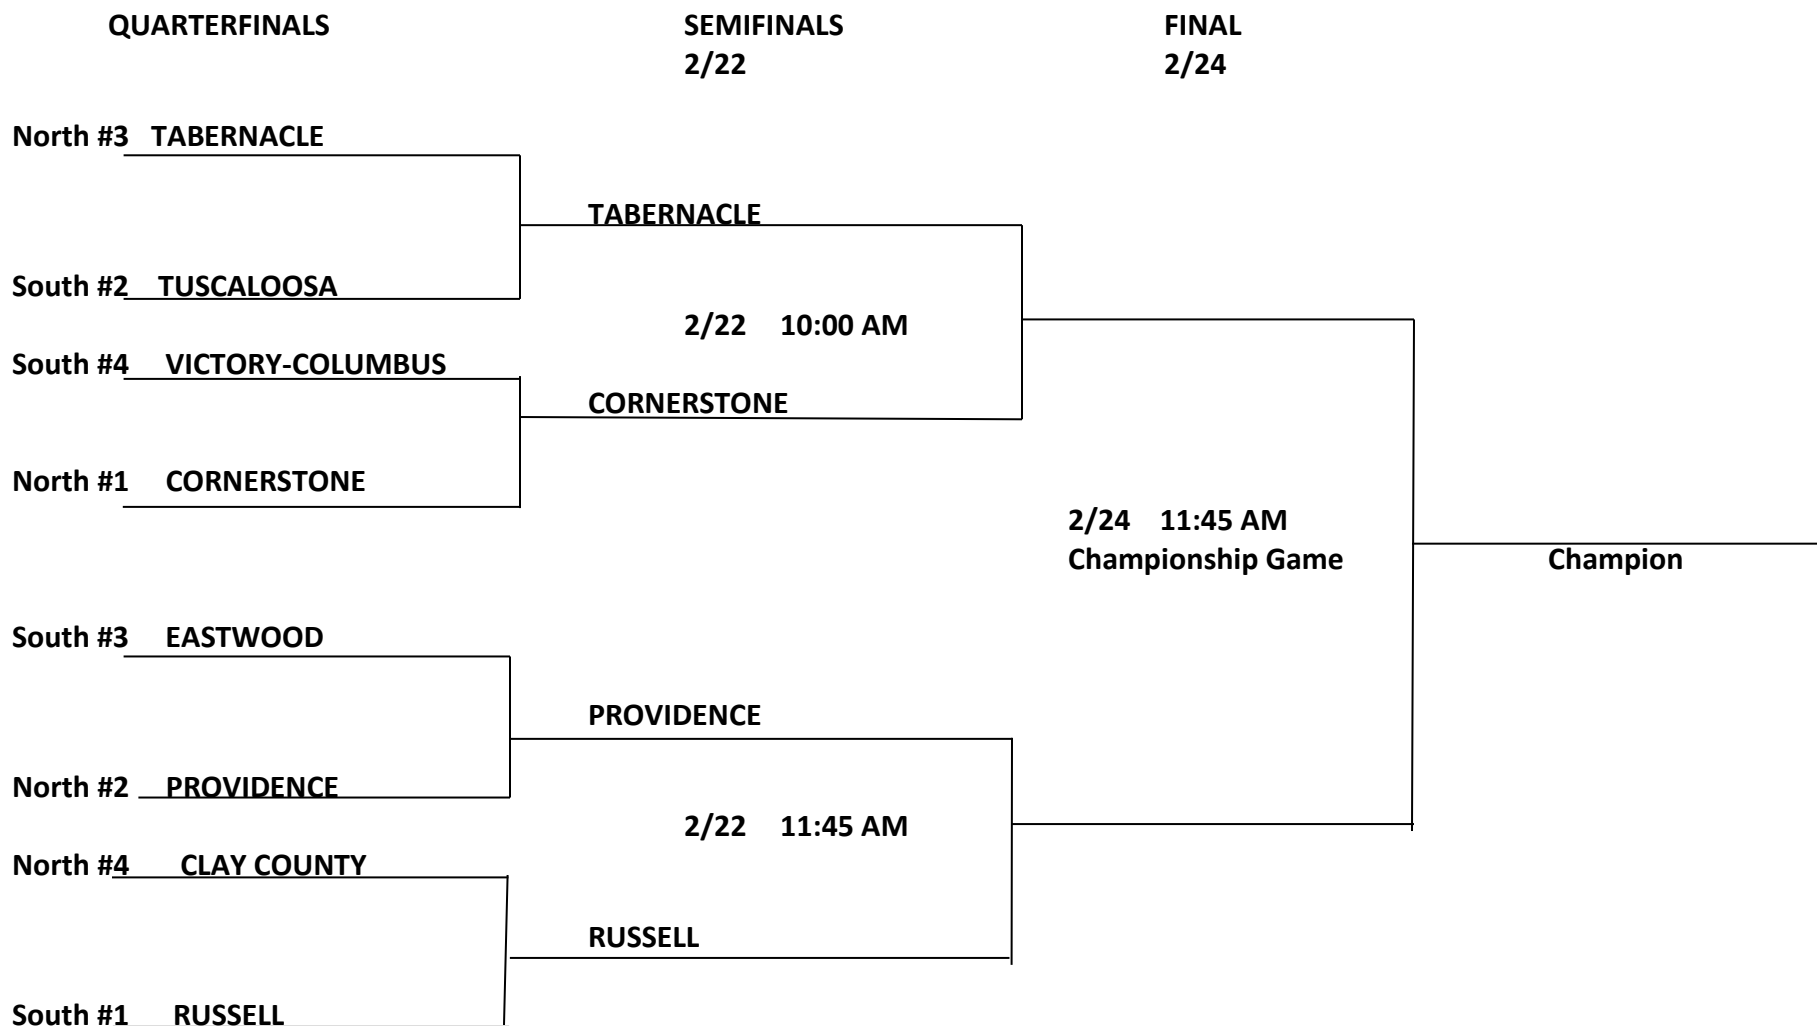 QUARTERFINALS SEMIFINALS FINAL
2/22 2/24
North #3 TABERNACLE
TABERNACLE
South #2 TUSCALOOSA
2/22 10:00 AM
South #4 VICTORY-COLUMBUS
CORNERSTONE
North #1 CORNERSTONE
2/24 11:45 AM
Championship Game Champion
South #3 EASTWOOD
PROVIDENCE
North #2 PROVIDENCE
2/22 11:45 AM
North #4 CLAY COUNTY
RUSSELL
South #1 RUSSELL